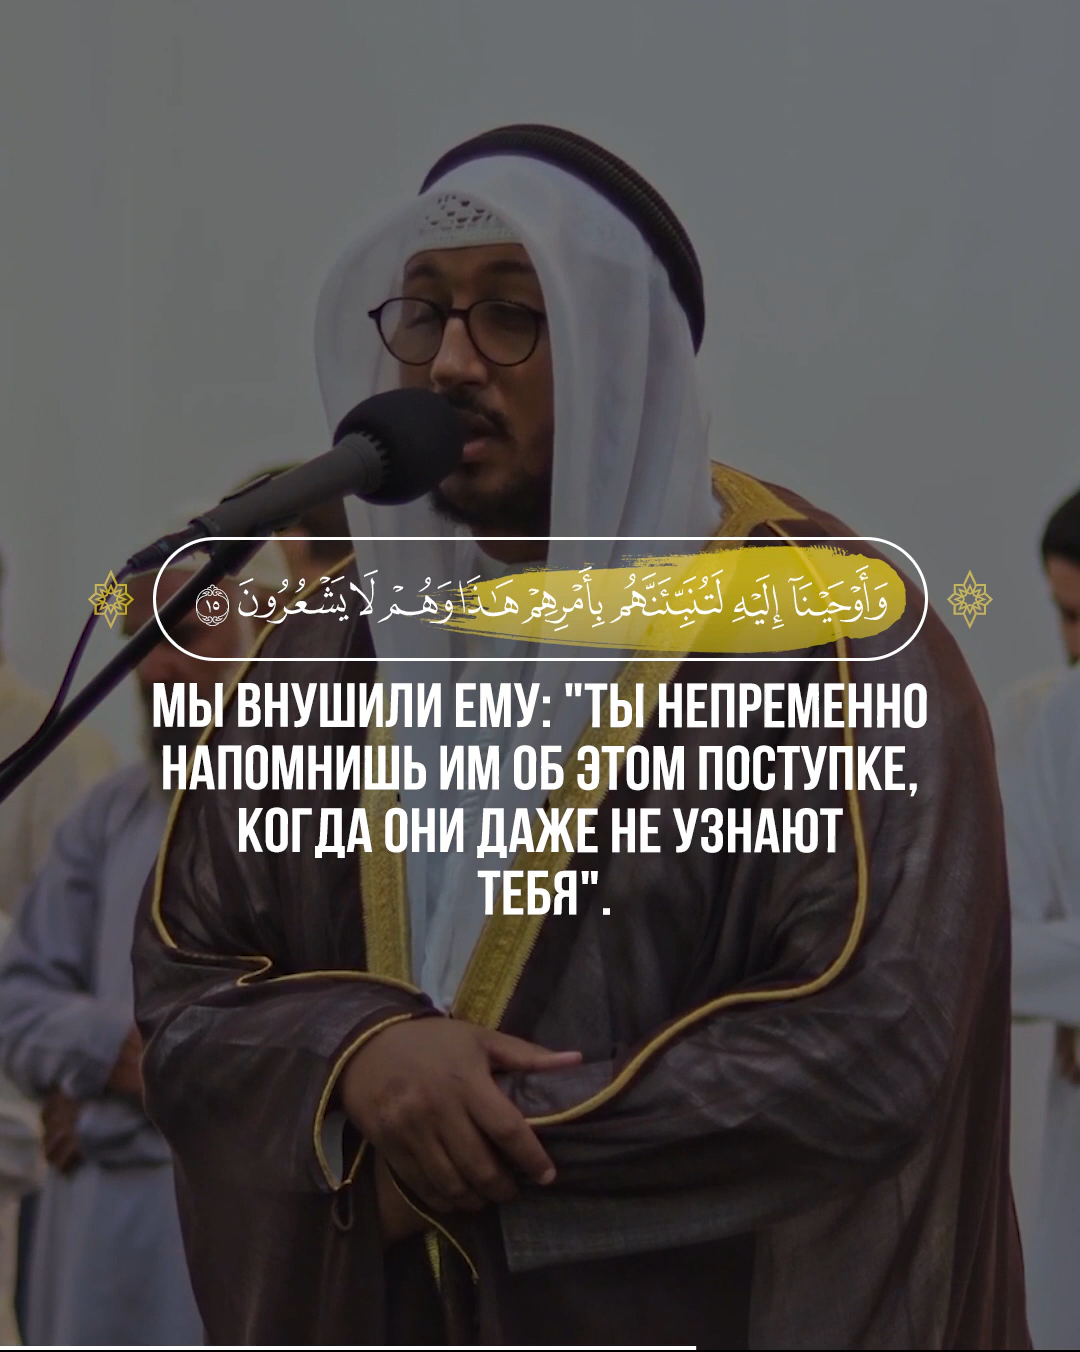 وَأَوْحَيْنَآ إِلَيْهِ لَتُنَبِّئَنَّهُم بِأَمْرِهِمْ هَـٰذَا وَهُمْ لَا يَشْعُرُونَ ١٥
МЫ ВНУШИЛИ ЕМУ: "ТЫ НЕПРЕМЕННО
НАПОМНИШЬ ИМ ОБ ЭТОМ ПОСТУПКЕ,
КОГДА ОНИ ДАЖЕ НЕ УЗНАЮТ
ТЕБЯ".